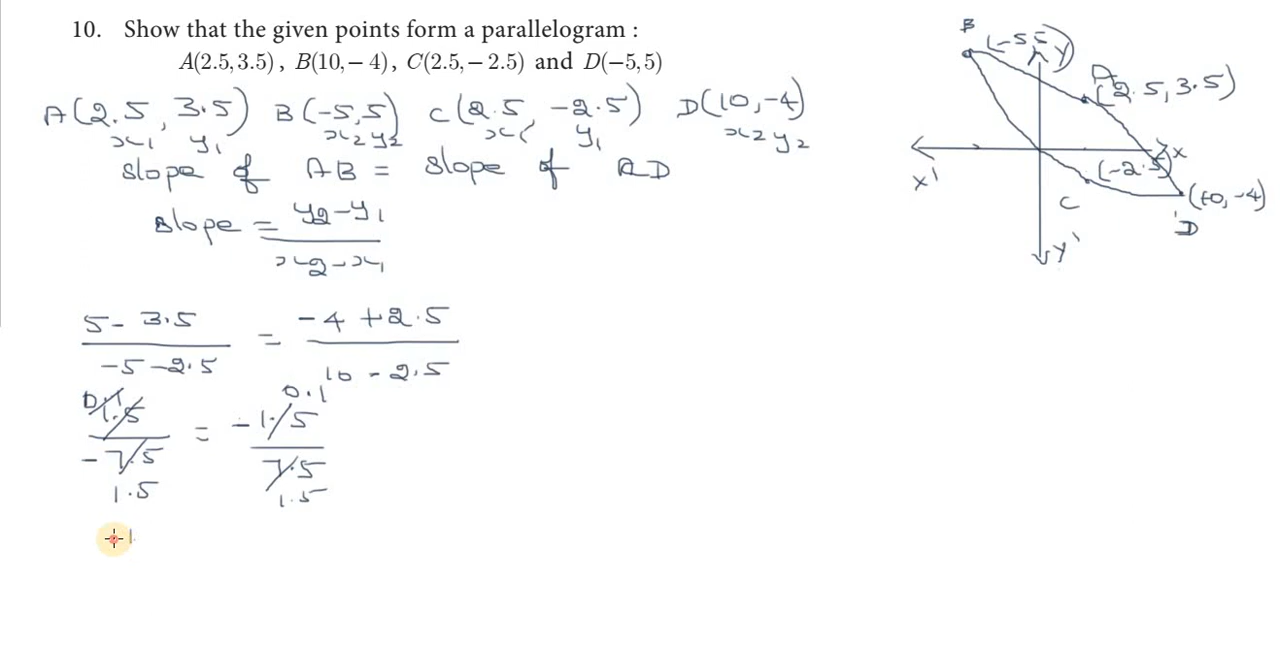 10. Show that the given points form a parallelogram :
A(2.5,3.5) , B(10,– 4), C(2.5,– 2.5) and D(–5,5)
A(2.5, 3.5) B(-5,5) C(2.5, -2.5) D(10,-4)
x1 y1 x2 y2 y1 x2 y2
slope of AB = slope of
slope = y2-y1
x2-x1
5- 3.5 = -4 +2.5
-5-2.5 10 - 2.5
0.1
1.5 = -1.5
-7.5 7.5
1.5 1.5
B
(-5 5) Y
(2.5, 3.5)
X
X'
(-2.5)
C
(10,-4)
D
Y'